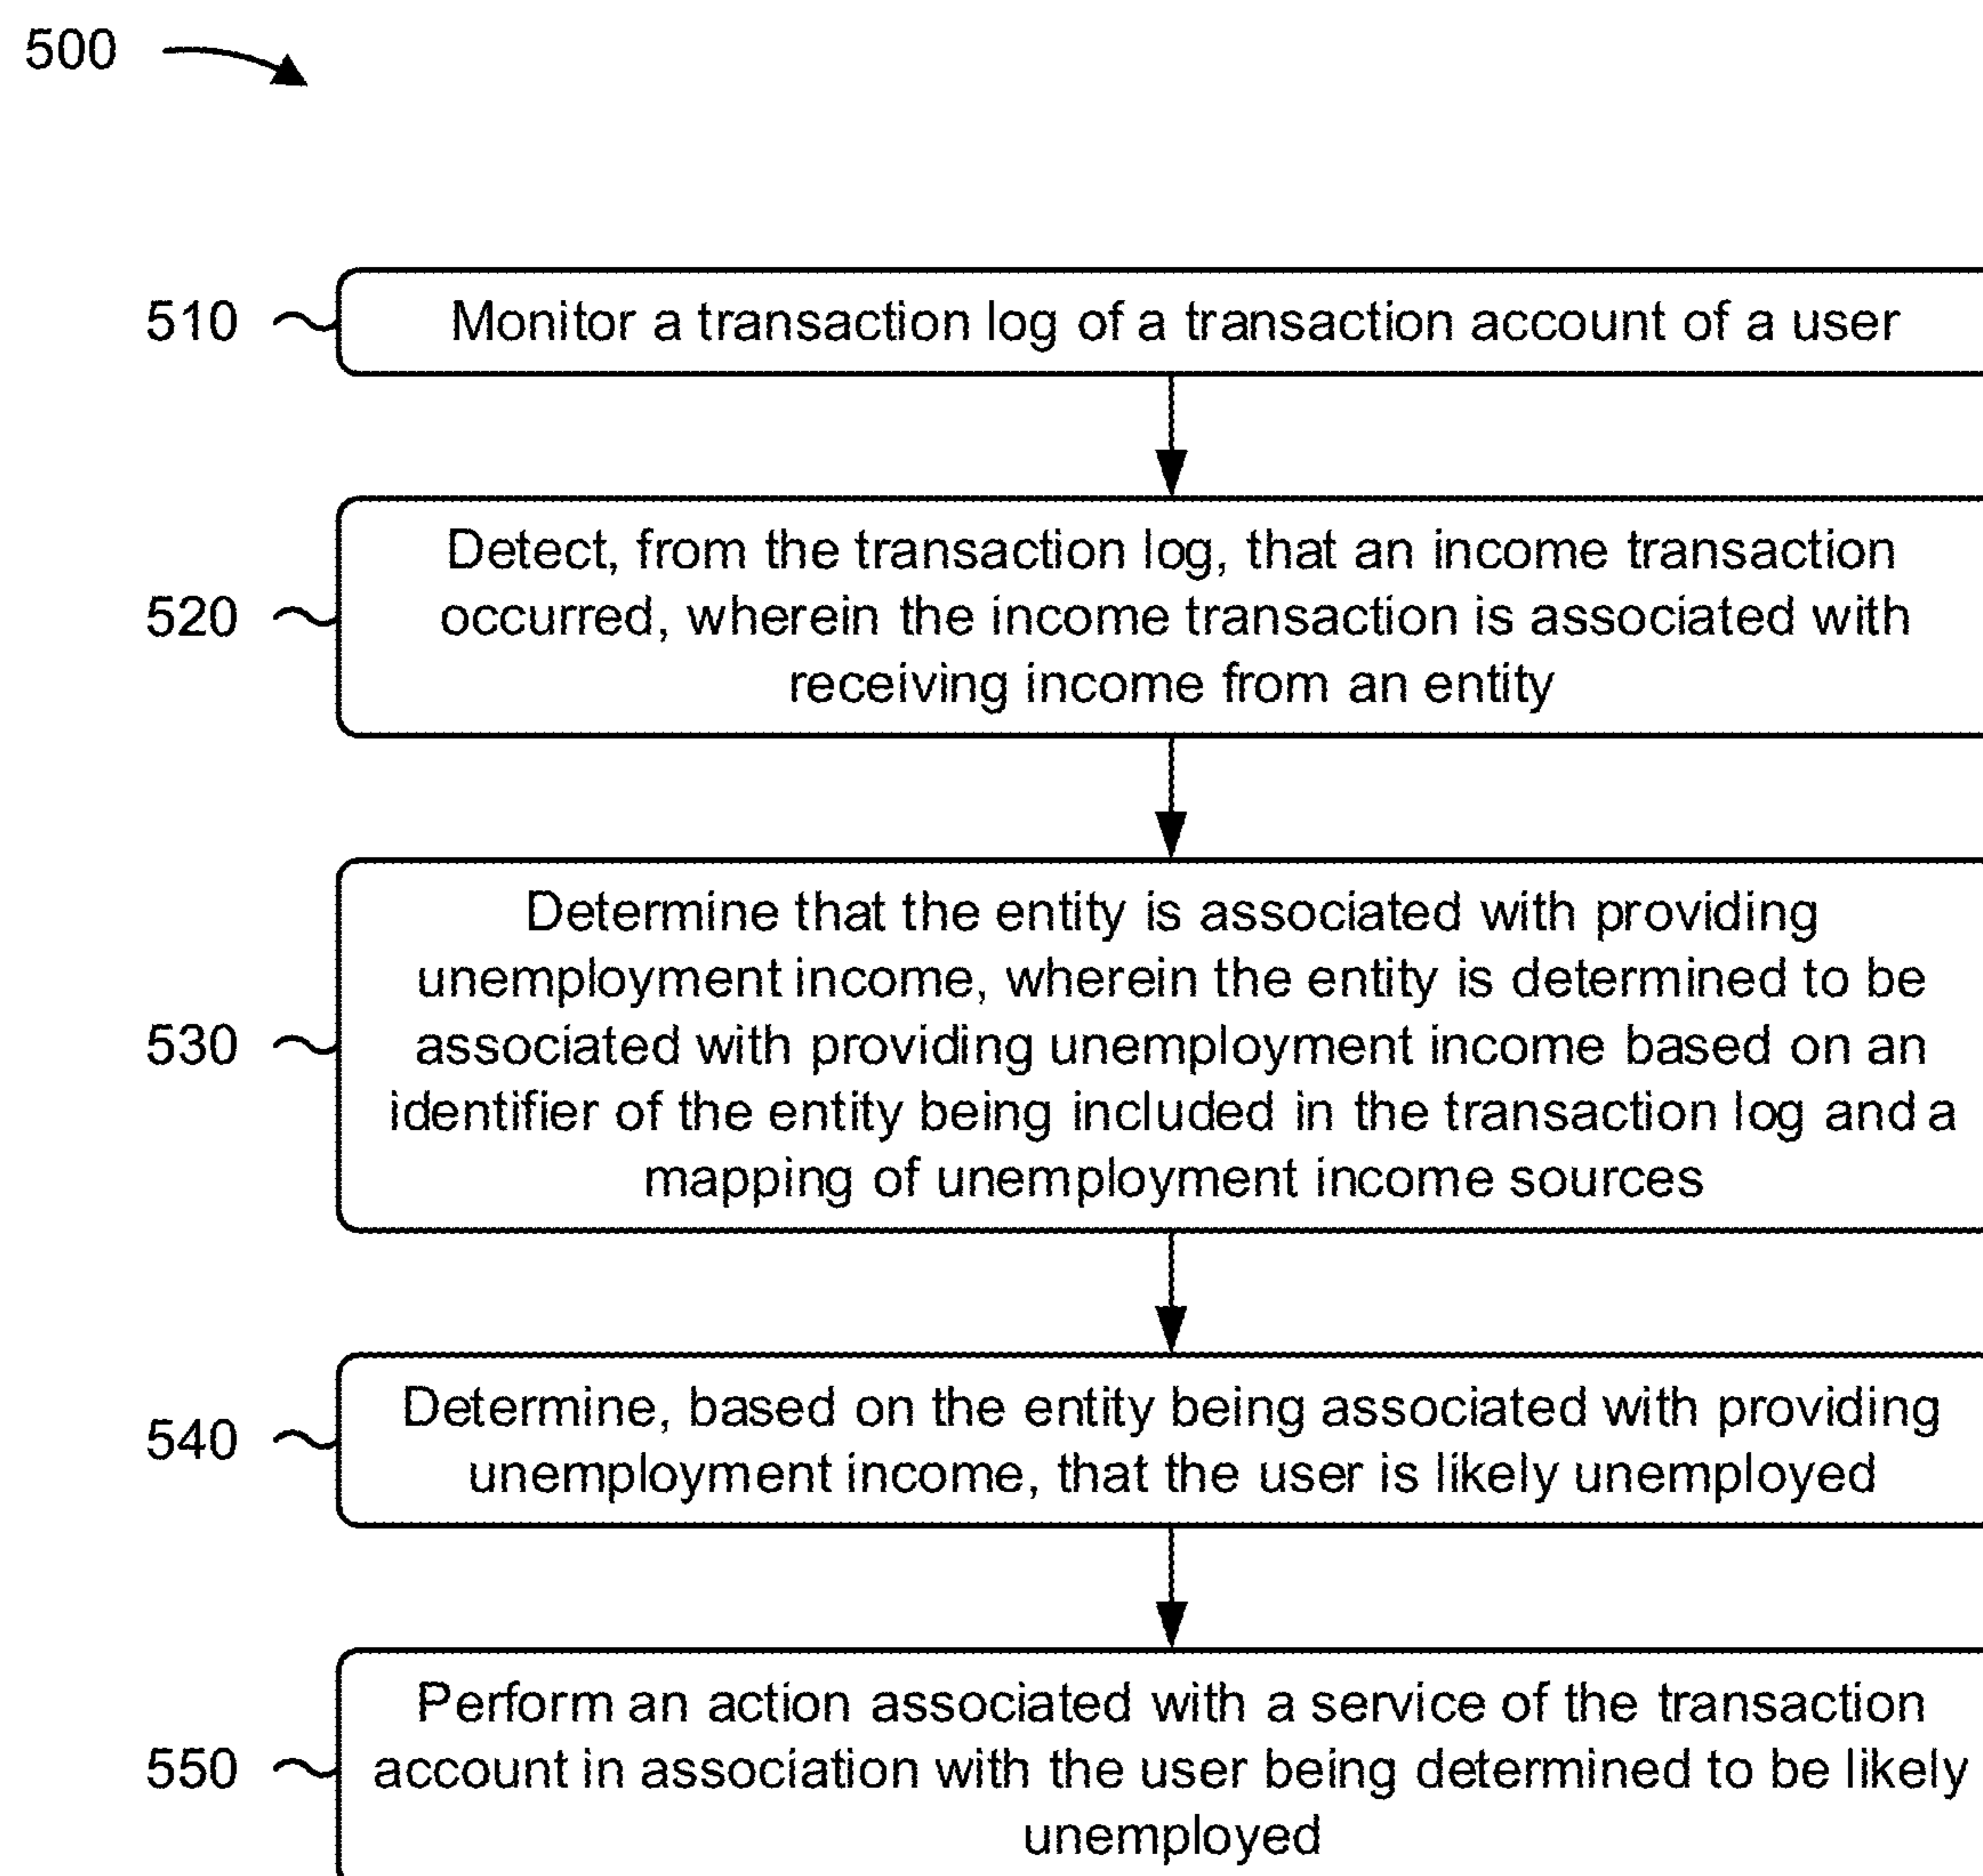 500
510
Monitor a transaction log of a transaction account of a user
520
Detect, from the transaction log, that an income transaction
occurred, wherein the income transaction is associated with
receiving income from an entity
530
Determine that the entity is associated with providing
unemployment income, wherein the entity is determined to be
associated with providing unemployment income based on an
identifier of the entity being included in the transaction log and a
mapping of unemployment income sources
540
Determine, based on the entity being associated with providing
unemployment income, that the user is likely unemployed
550
Perform an action associated with a service of the transaction
account in association with the user being determined to be likely
unemployed